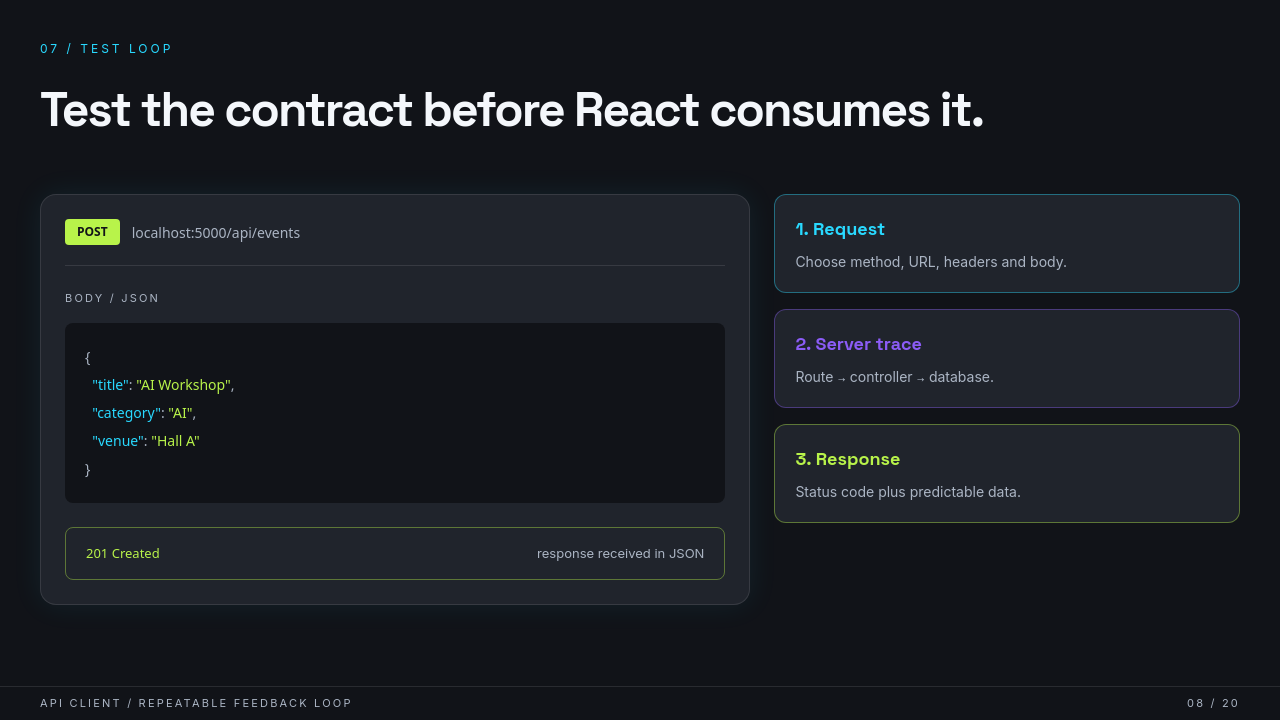 07 / TEST LOOP
Test the contract before React consumes it.
POST localhost:5000/api/events
BODY / JSON
{
"title": "AI Workshop",
"category": "AI",
"venue": "Hall A"
}
201 Created response received in JSON
1. Request
Choose method, URL, headers and body.
2. Server trace
Route → controller → database.
3. Response
Status code plus predictable data.
API CLIENT / REPEATABLE FEEDBACK LOOP
08 / 20